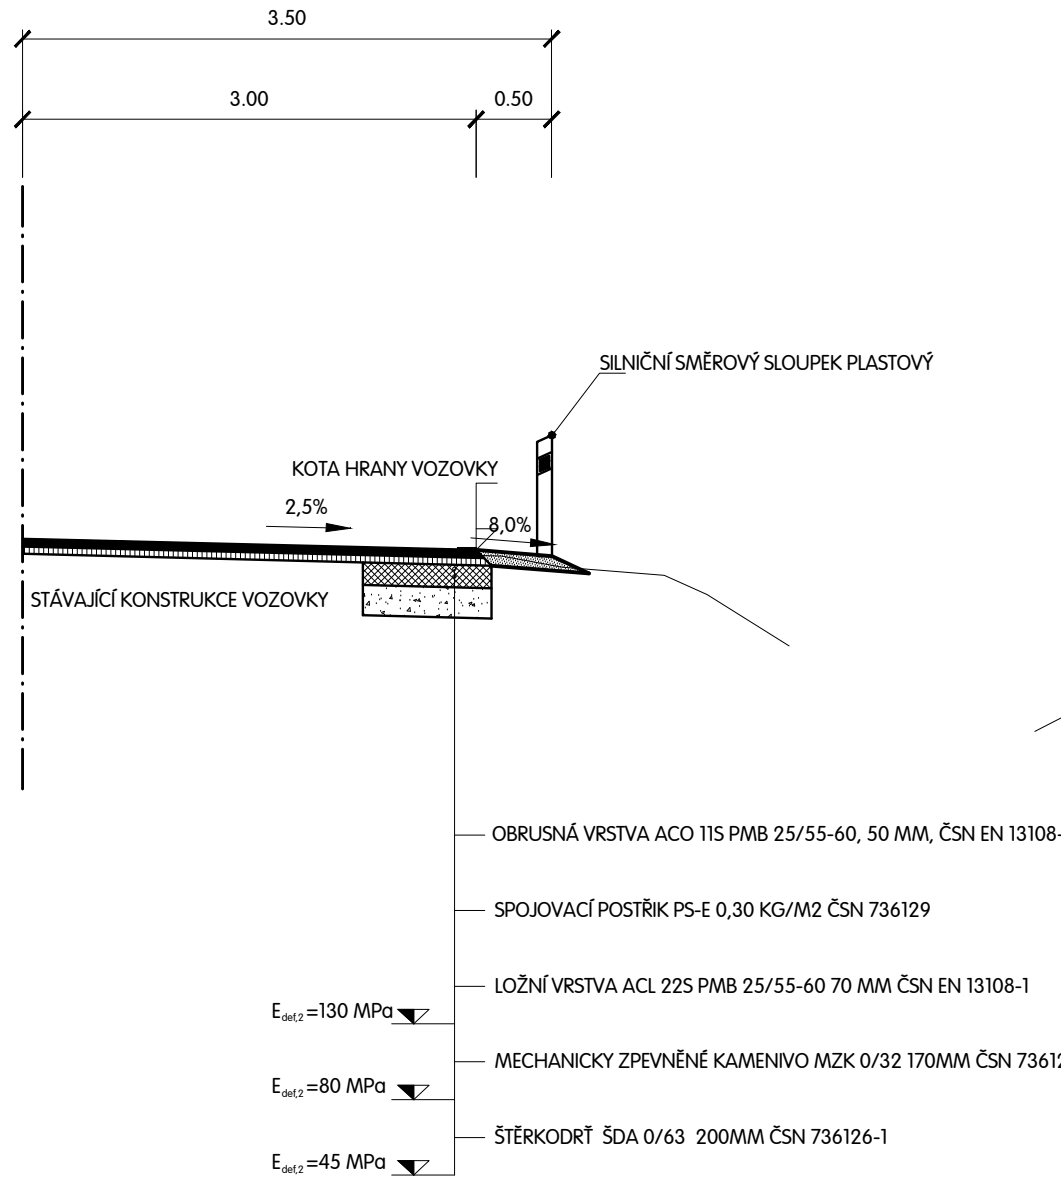 3.50
3.00
0.50
SILNIČNÍ SMĚROVÝ SLOUPEK PLASTOVÝ
KOTA HRANY VOZOVKY
2,5%
8,0%
STÁVAJÍCÍ KONSTRUKCE VOZOVKY
OBRUSNÁ VRSTVA ACO 11S PMB 25/55-60, 50 MM, ČSN EN 13108-
SPOJOVACÍ POSTŘIK PS-E 0,30 KG/M2 ČSN 736129
LOŽNÍ VRSTVA ACL 22S PMB 25/55-60 70 MM ČSN EN 13108-1
Edef,2 =130 MPa
MECHANICKY ZPEVNĚNÉ KAMENIVO MZK 0/32 170MM ČSN 73612
Edef,2 =80 MPa
ŠTĚRKODRŤ ŠDA 0/63 200MM ČSN 736126-1
Edef,2 =45 MPa